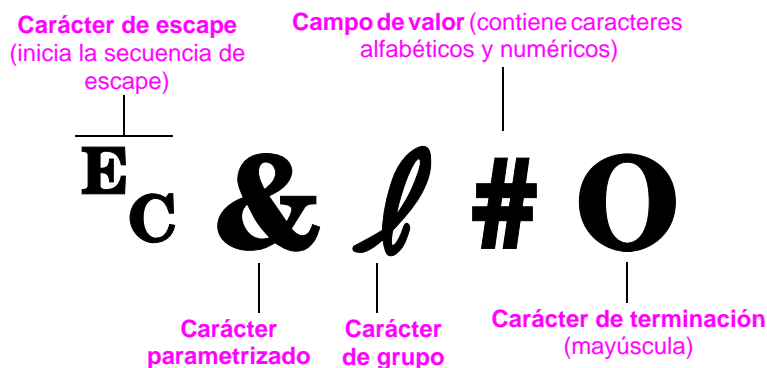 Carácter de escape
(inicia la secuencia de
escape)
Campo de valor (contiene caracteres
alfabéticos y numéricos)
E C & ℓ # O
Carácter
parametrizado
Carácter
de grupo
Carácter de terminación
(mayúscula)